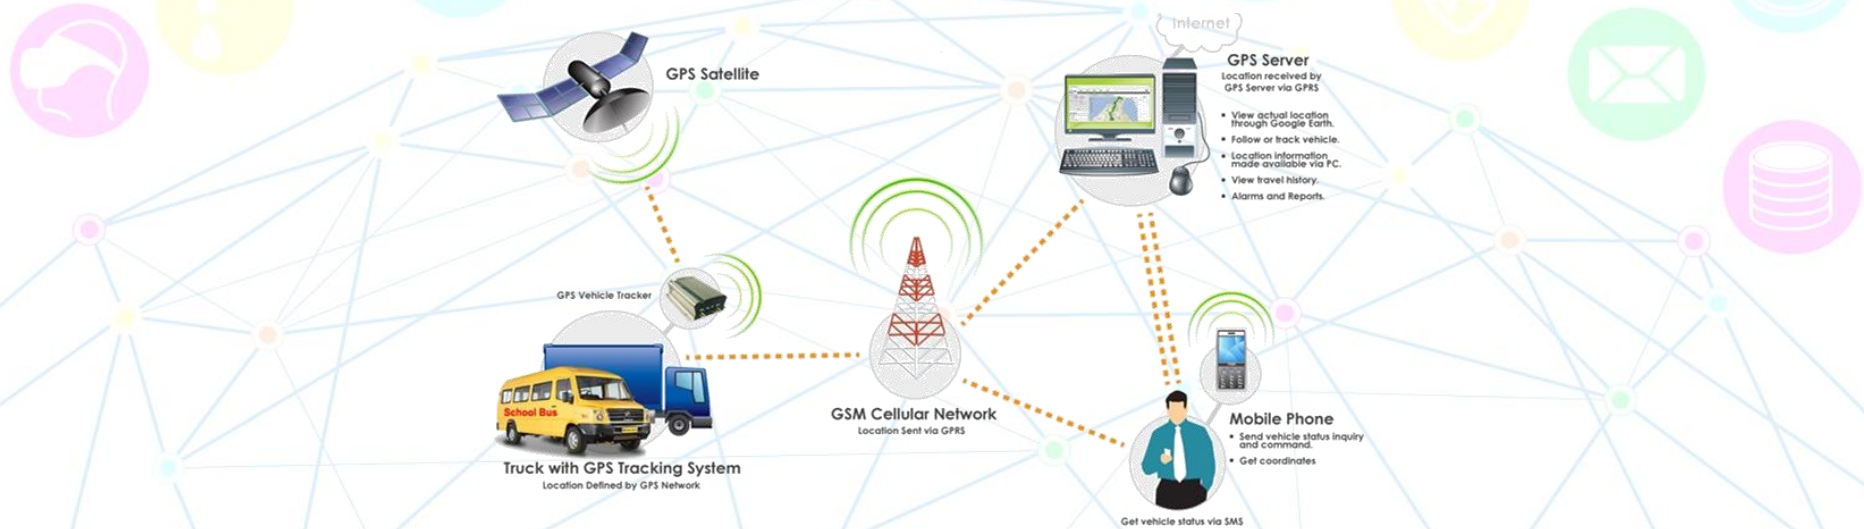 Internet
GPS Satellite
GPS Server
Location received by
GPS Server via GPRS
• View actual location
through Google Earth.
• Follow or track vehicle.
• Location information
made available via PC.
• View travel history.
• Alarms and Reports.
GPS Vehicle Tracker
School Bus
GSM Cellular Network
Location Sent via GPRS
Mobile Phone
• Send vehicle status inquiry
and command.
• Get coordinates
Truck with GPS Tracking System
Location Defined by GPS Network
Get vehicle status via SMS